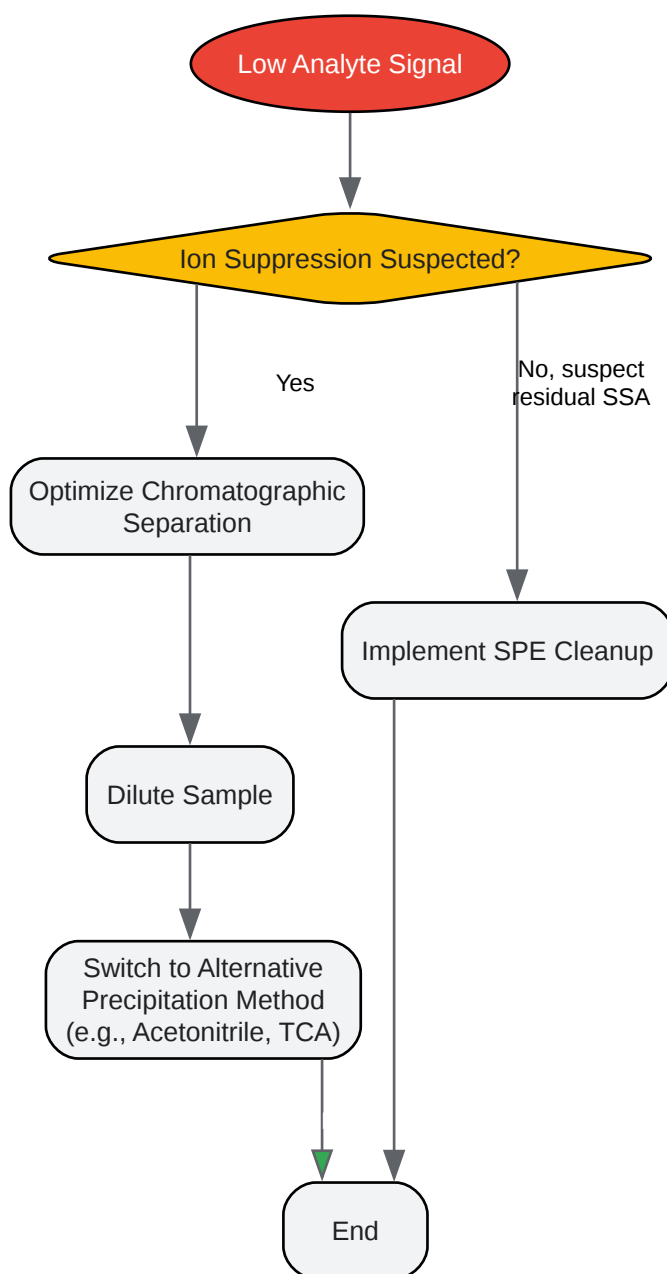 Low Analyte Signal
Ion Suppression Suspected?
Yes
No, suspect
residual SSA
Optimize Chromatographic
Separation
Implement SPE Cleanup
Dilute Sample
Switch to Alternative
Precipitation Method
(e.g., Acetonitrile, TCA)
End